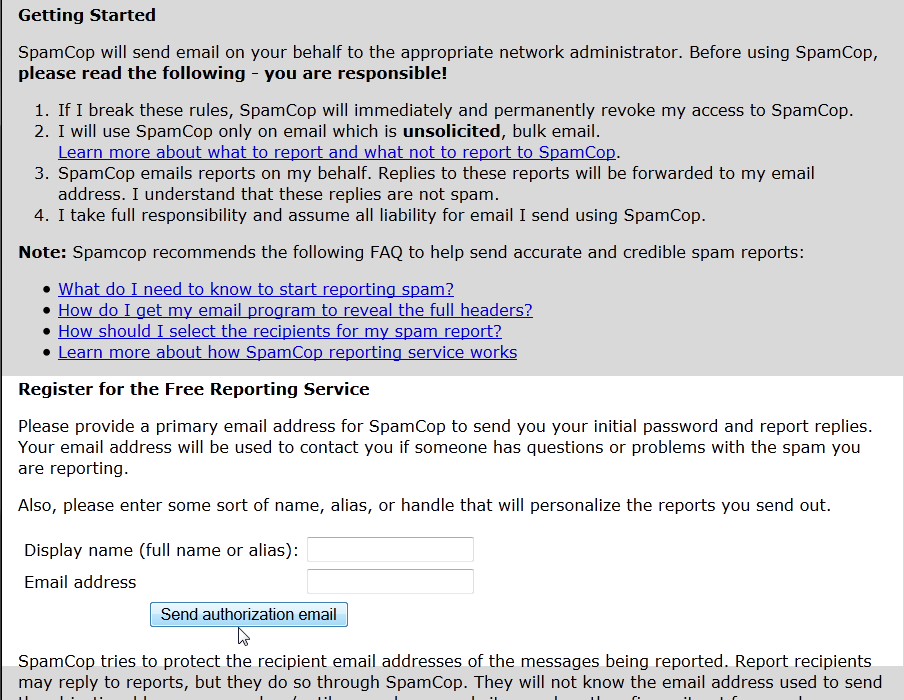 Getting Started
SpamCop will send email on your behalf to the appropriate network administrator. Before using SpamCop,
please read the following - you are responsible!
1. If I break these rules, SpamCop will immediately and permanently revoke my access to SpamCop.
2. I will use SpamCop only on email which is unsolicited, bulk email.
Learn more about what to report and what not to report to SpamCop.
3. SpamCop emails reports on my behalf. Replies to these reports will be forwarded to my email
address. I understand that these replies are not spam.
4. I take full responsibility and assume all liability for email I send using SpamCop.
Note: Spamcop recommends the following FAQ to help send accurate and credible spam reports:
• What do I need to know to start reporting spam?
• How do I get my email program to reveal the full headers?
• How should I select the recipients for my spam report?
• Learn more about how SpamCop reporting service works
Register for the Free Reporting Service
Please provide a primary email address for SpamCop to send you your initial password and report replies.
Your email address will be used to contact you if someone has questions or problems with the spam you
are reporting.
Also, please enter some sort of name, alias, or handle that will personalize the reports you send out.
Display name (full name or alias):
Email address
Send authorization email
SpamCop tries to protect the recipient email addresses of the messages being reported. Report recipients
may reply to reports, but they do so through SpamCop. They will not know the email address used to send